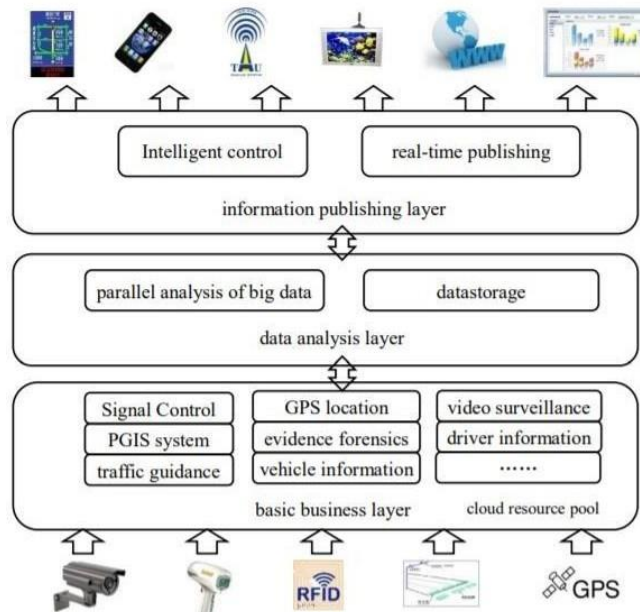 TAU
WWW
Intelligent control
real-time publishing
information publishing layer
parallel analysis of big data
datastorage
data analysis layer
Signal Control
GPS location
video surveillance
PGIS system
evidence forensics
driver information
traffic guidance
vehicle information
......
basic business layer
cloud resource pool
RFID
GPS